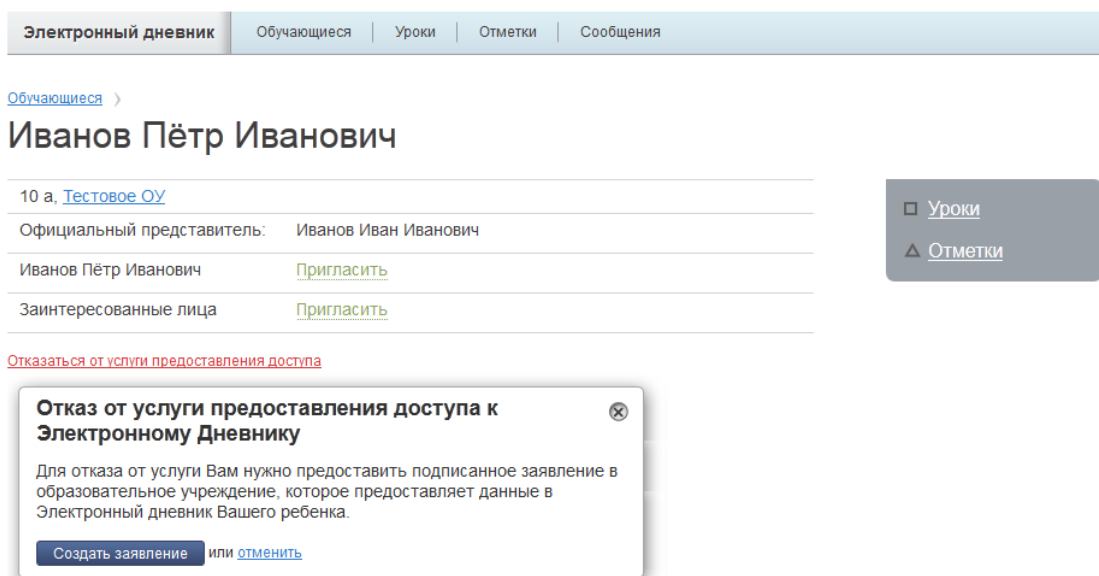 Электронный дневник Обучающиеся Уроки Отметки Сообщения
Обучающиеся
Иванов Пётр Иванович
10 а, Тестовое ОУ
Официальный представитель: Иванов Иван Иванович
Иванов Пётр Иванович Пригласить
Заинтересованные лица Пригласить
Уроки
Отметки
Отказаться от услуги предоставления доступа
Отказ от услуги предоставления доступа к
Электронному Дневнику
Для отказа от услуги Вам нужно предоставить подписанное заявление в
образовательное учреждение, которое предоставляет данные в
Электронный дневник Вашего ребенка.
Создать заявление или отменить